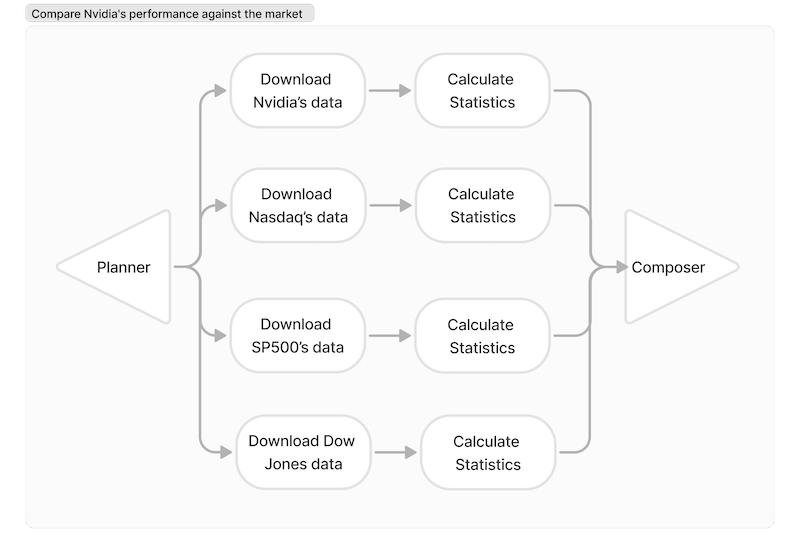 Compare Nvidia's performance against the market
Download
Nvidia’s data
Calculate
Statistics
Download
Nasdaq’s data
Calculate
Statistics
Planner
Composer
Download
SP500’s data
Calculate
Statistics
Download Dow
Jones data
Calculate
Statistics